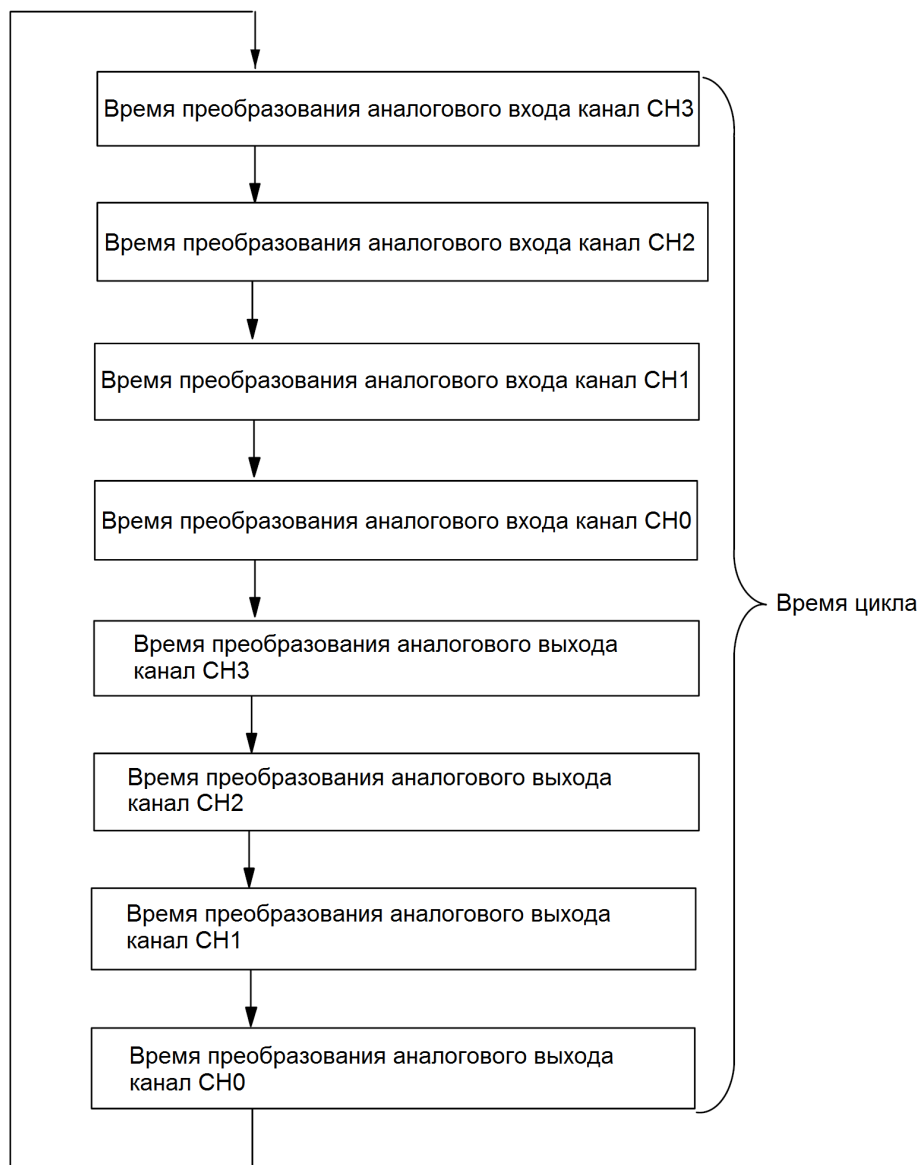 Время преобразования аналогового входа канал CH3
Время преобразования аналогового входа канал CH2
Время преобразования аналогового входа канал CH1
Время преобразования аналогового входа канал CH0
Время цикла
Время преобразования аналогового выхода
канал CH3
Время преобразования аналогового выхода
канал CH2
Время преобразования аналогового выхода
канал CH1
Время преобразования аналогового выхода
канал CH0